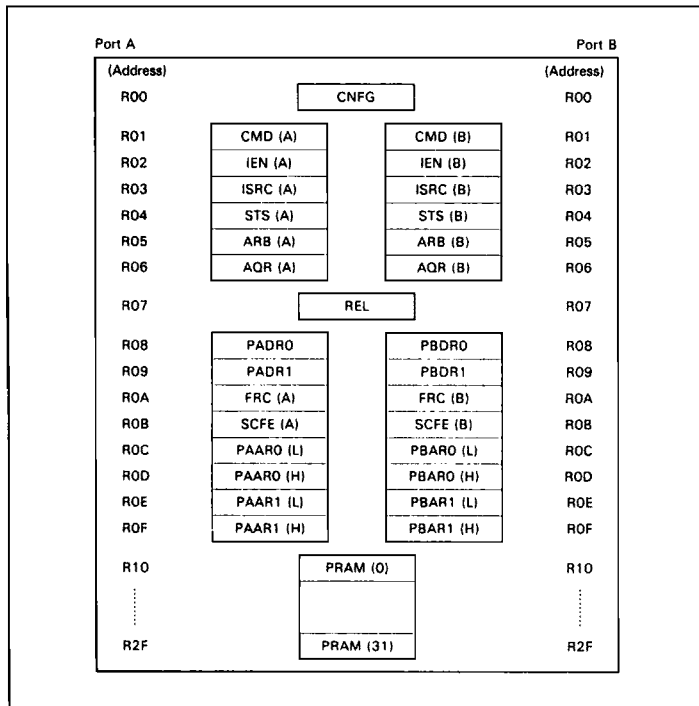 Port A Port B
(Address) (Address)
R00 CNFG R00
R01 CMD (A) CMD (B) R01
R02 IEN (A) IEN (B) R02
R03 ISRC (A) ISRC (B) R03
R04 STS (A) STS (B) R04
R05 ARB (A) ARB (B) R05
R06 AQR (A) AQR (B) R06
R07 REL R07
R08 PADR0 PBDR0 R08
R09 PADR1 PBDR1 R09
R0A FRC (A) FRC (B) R0A
R0B SCFE (A) SCFE (B) R0B
R0C PAAR0 (L) PBAR0 (L) R0C
R0D PAAR0 (H) PBAR0 (H) R0D
R0E PAAR1 (L) PBAR1 (L) R0E
R0F PAAR1 (H) PBAR1 (H) R0F
R10 PRAM (0) R10
R2F PRAM (31) R2F